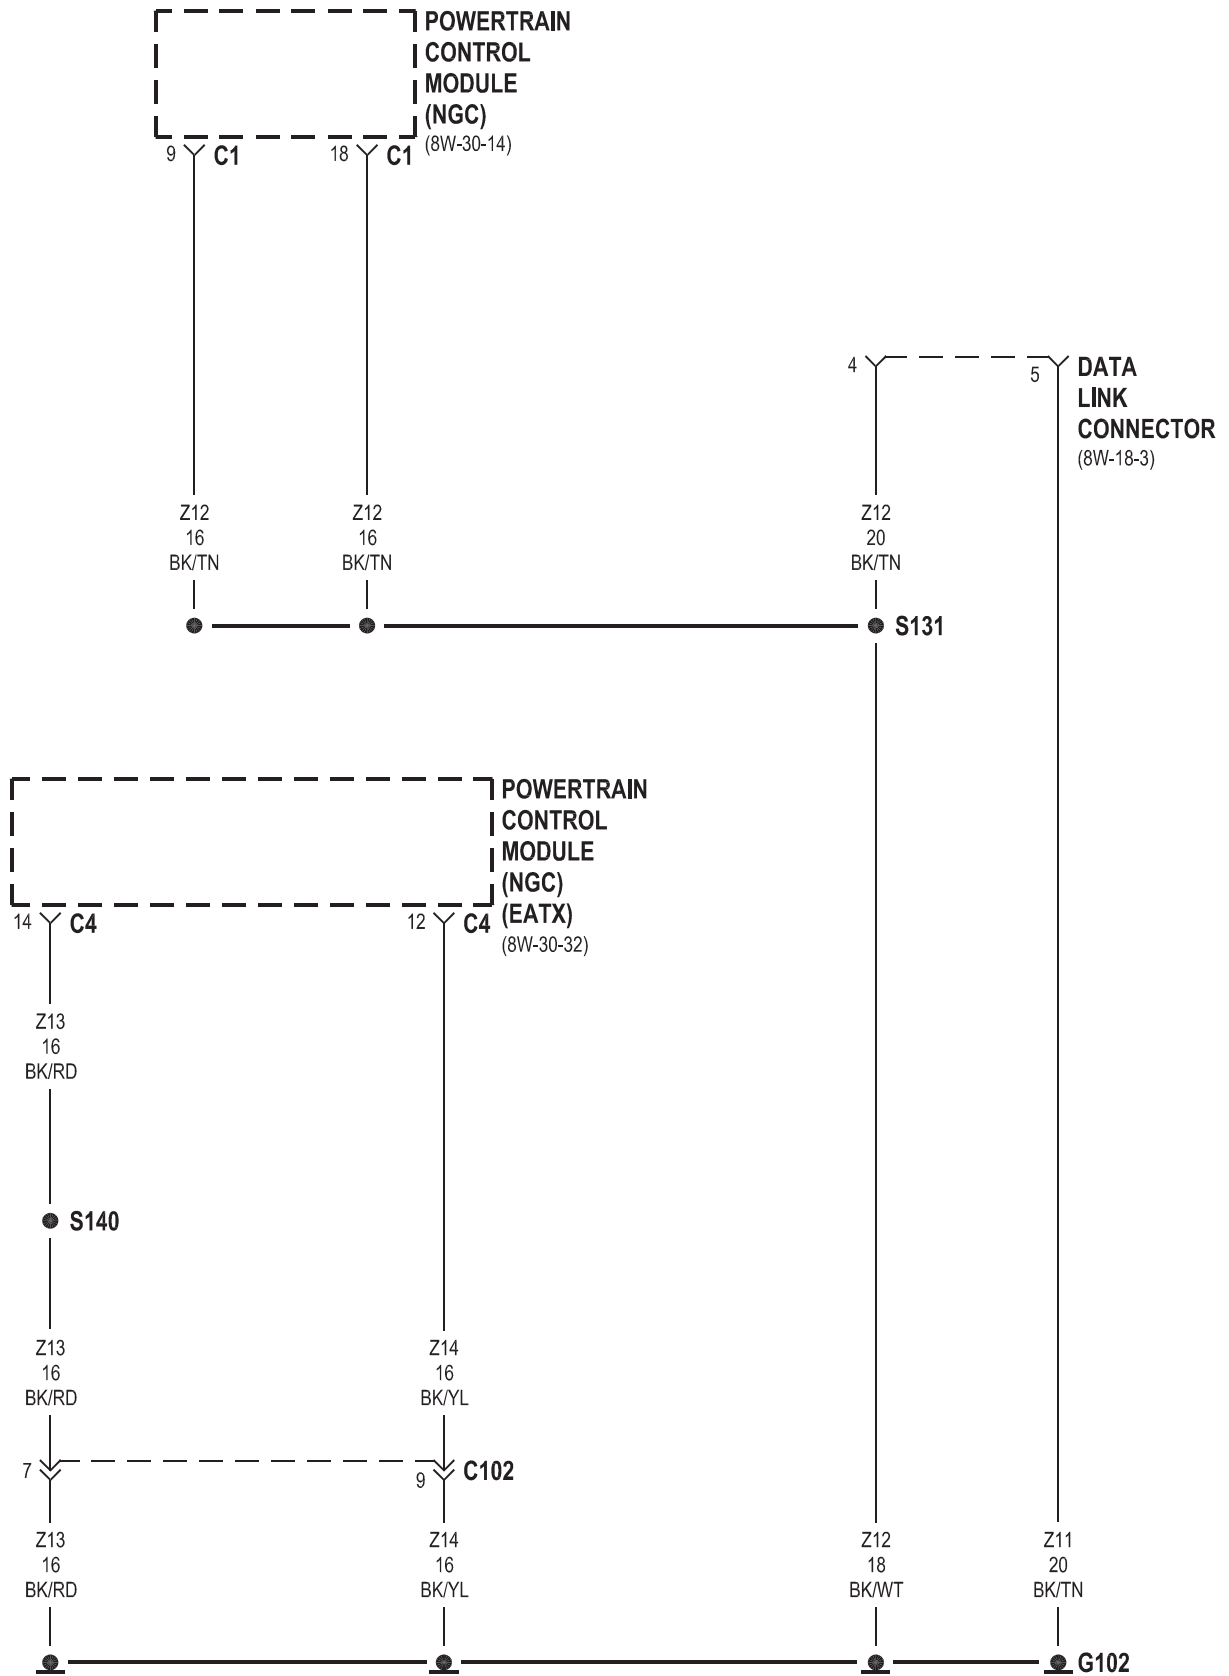 POWERTRAIN
CONTROL
MODULE
(NGC)
(8W-30-14)
9 C1 18 C1
4 5 DATA
LINK
CONNECTOR
(8W-18-3)
Z12 Z12 Z12
16 16 20
BK/TN BK/TN BK/TN
S131
POWERTRAIN
CONTROL
MODULE
(NGC)
(EATX)
(8W-30-32)
14 C4 12 C4
Z13
16
BK/RD
S140
Z13 Z14
16 16
BK/RD BK/YL
7 9 C102
Z13 Z14 Z12 Z11
16 16 18 20
BK/RD BK/YL BK/WT BK/TN
G102